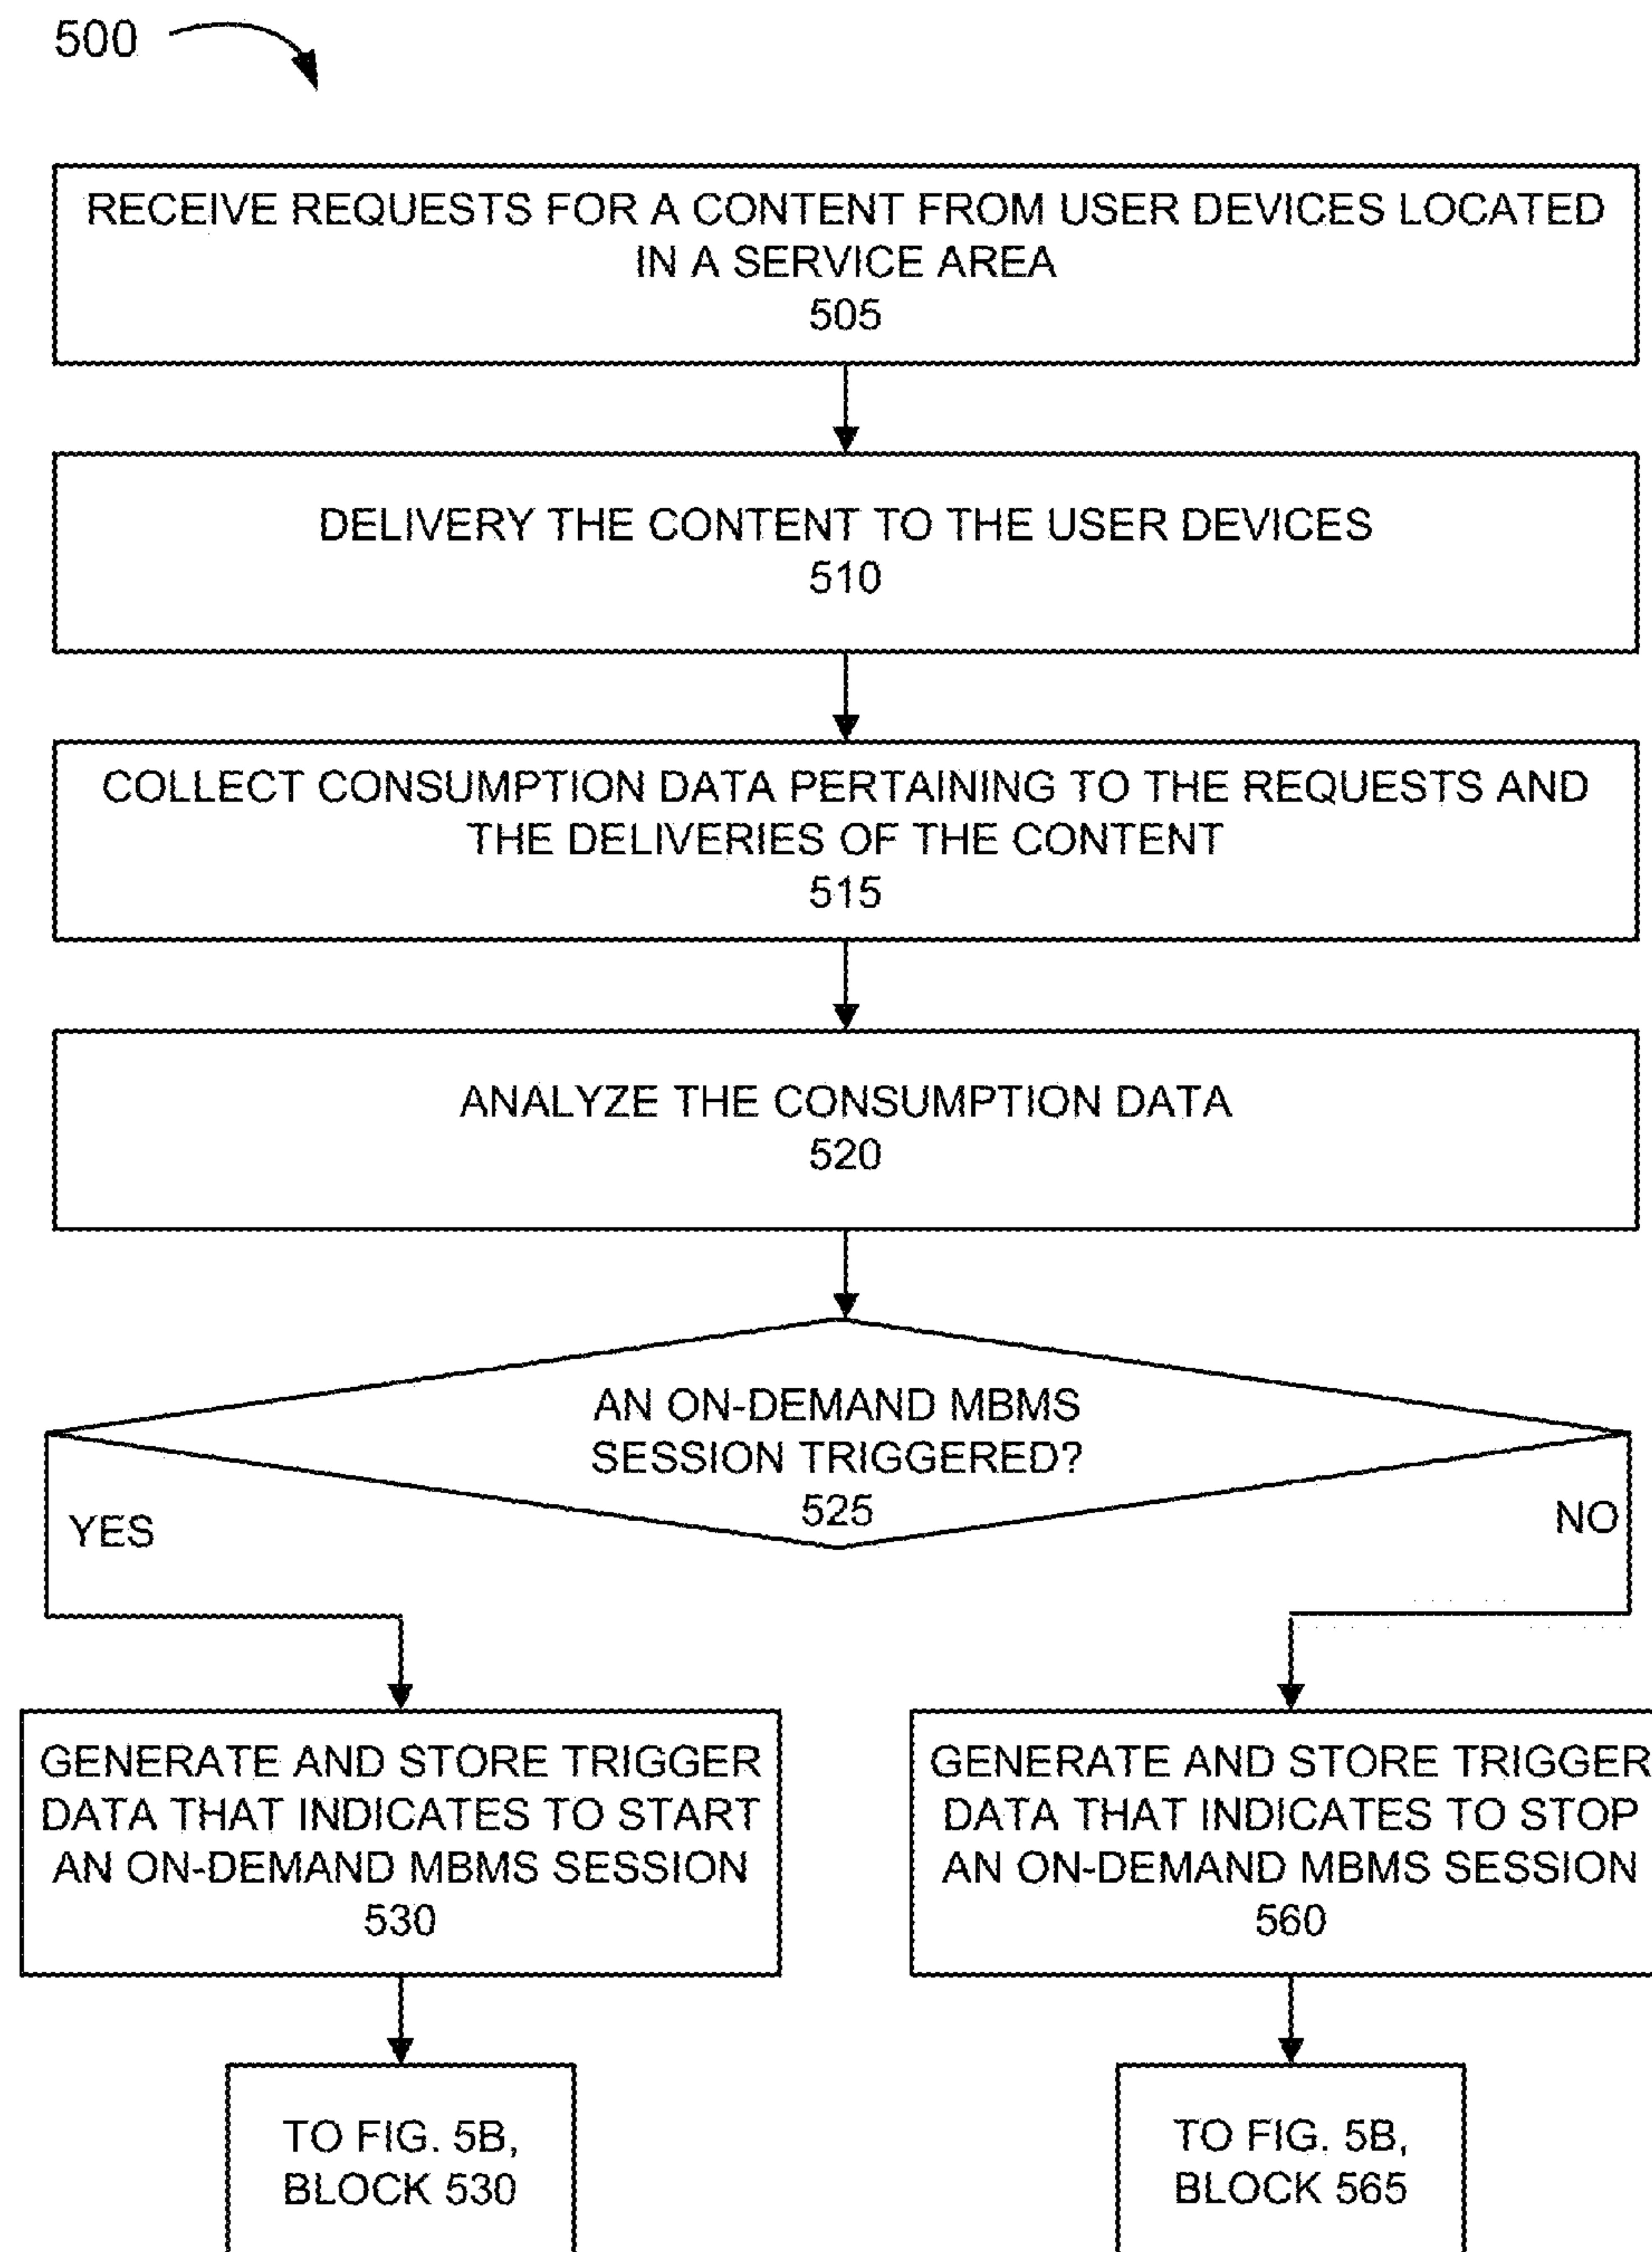 500
RECEIVE REQUESTS FOR A CONTENT FROM USER DEVICES LOCATED
IN A SERVICE AREA
505
DELIVERY THE CONTENT TO THE USER DEVICES
510
COLLECT CONSUMPTION DATA PERTAINING TO THE REQUESTS AND
THE DELIVERIES OF THE CONTENT
515
ANALYZE THE CONSUMPTION DATA
520
AN ON-DEMAND MBMS
SESSION TRIGGERED?
525
YES
NO
GENERATE AND STORE TRIGGER
DATA THAT INDICATES TO START
AN ON-DEMAND MBMS SESSION
530
GENERATE AND STORE TRIGGER
DATA THAT INDICATES TO STOP
AN ON-DEMAND MBMS SESSION
560
TO FIG. 5B,
BLOCK 530
TO FIG. 5B,
BLOCK 565